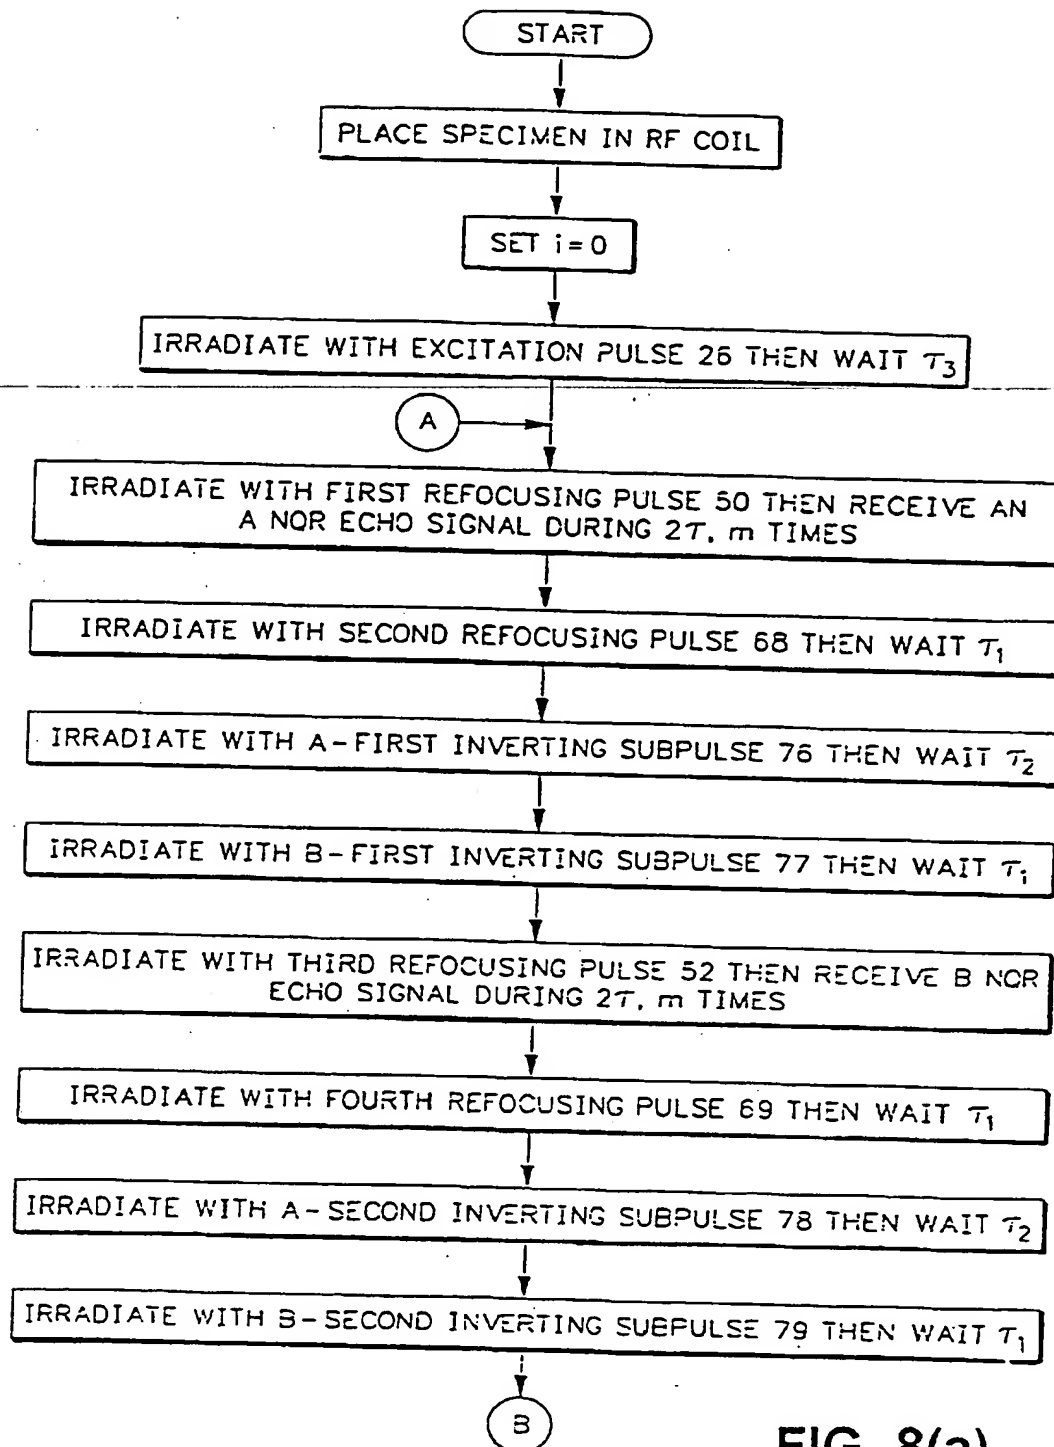 START
PLACE SPECIMEN IN RF COIL
SET i = 0
IRRADIATE WITH EXCITATION PULSE 26 THEN WAIT τ3
A
IRRADIATE WITH FIRST REFOCUSING PULSE 50 THEN RECEIVE AN
A NQR ECHO SIGNAL DURING 2τ, m TIMES
IRRADIATE WITH SECOND REFOCUSING PULSE 68 THEN WAIT τ1
IRRADIATE WITH A-FIRST INVERTING SUBPULSE 76 THEN WAIT τ2
IRRADIATE WITH B-FIRST INVERTING SUBPULSE 77 THEN WAIT τ1
IRRADIATE WITH THIRD REFOCUSING PULSE 52 THEN RECEIVE B NQR
ECHO SIGNAL DURING 2τ, m TIMES
IRRADIATE WITH FOURTH REFOCUSING PULSE 69 THEN WAIT τ1
IRRADIATE WITH A-SECOND INVERTING SUBPULSE 78 THEN WAIT τ2
IRRADIATE WITH B-SECOND INVERTING SUBPULSE 79 THEN WAIT τ1
B
FIG. 8(a)